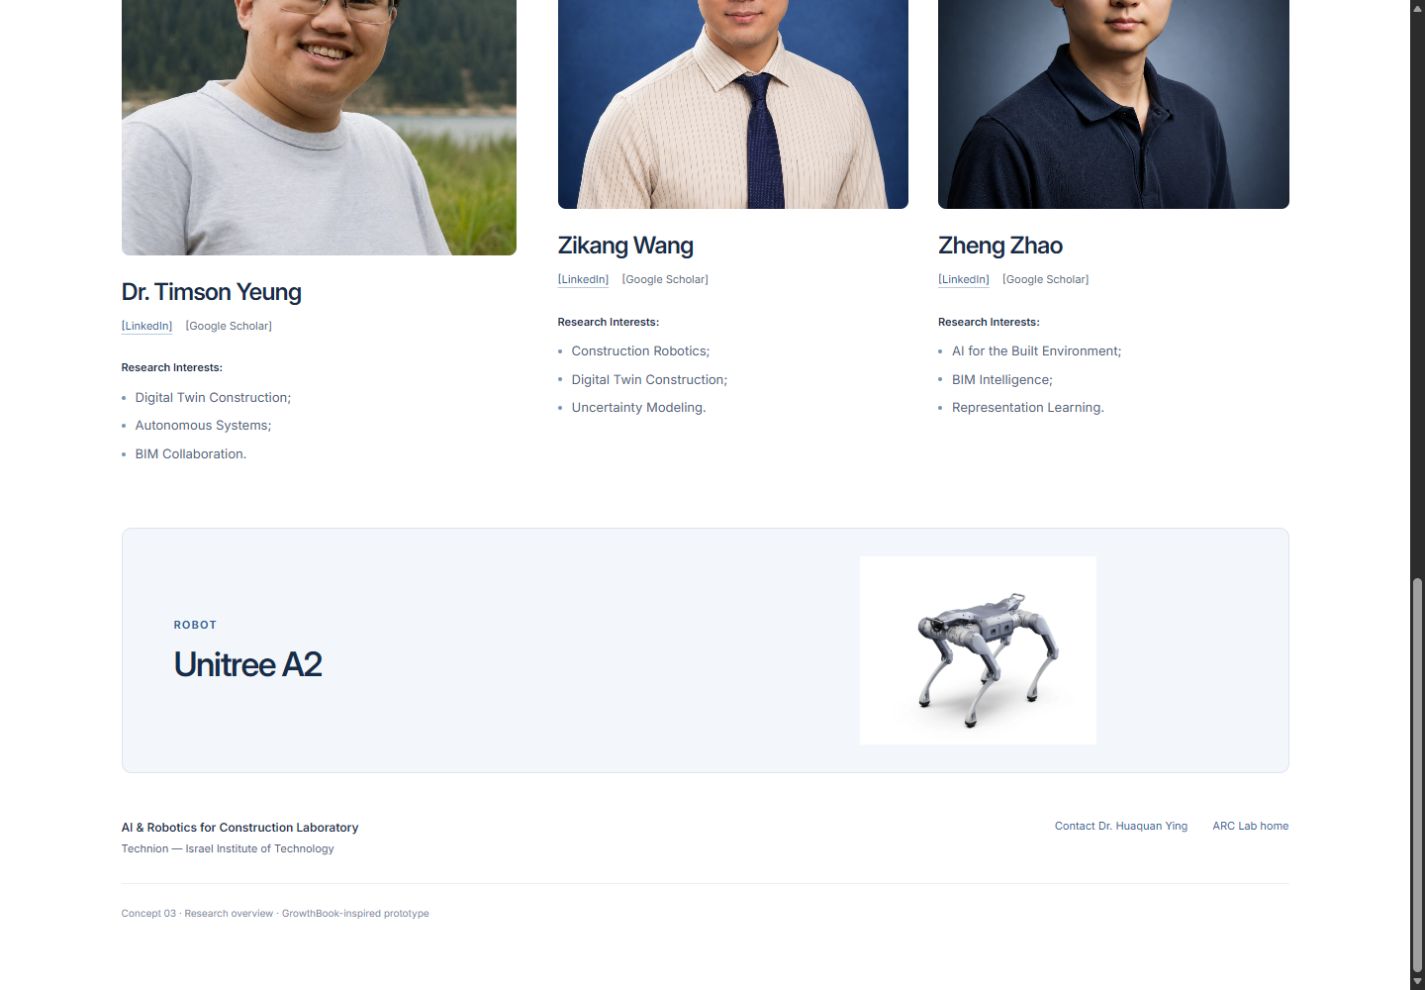 Dr. Timson Yeung
[LinkedIn] [Google Scholar]
Research Interests:
Digital Twin Construction;
Autonomous Systems;
BIM Collaboration.
Zikang Wang
[LinkedIn] [Google Scholar]
Research Interests:
Construction Robotics;
Digital Twin Construction;
Uncertainty Modeling.
Zheng Zhao
[LinkedIn] [Google Scholar]
Research Interests:
AI for the Built Environment;
BIM Intelligence;
Representation Learning.
ROBOT
Unitree A2
AI & Robotics for Construction Laboratory
Technion — Israel Institute of Technology
Contact Dr. Huaquan Ying ARC Lab home
Concept 03 · Research overview · GrowthBook-inspired prototype